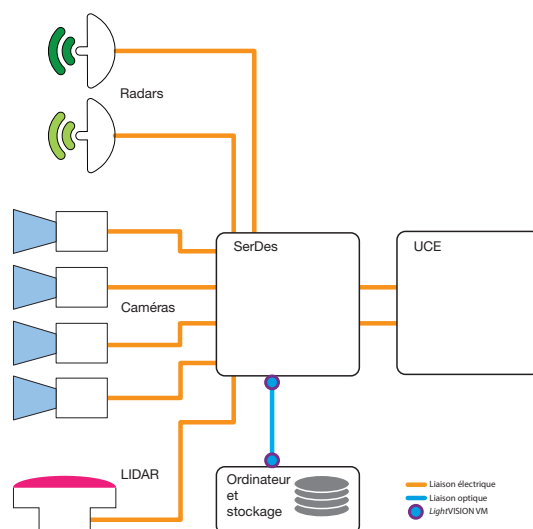 Radars
SerDes
UCE
Caméras
LIDAR
Ordinateur
et
stockage
Liaison électrique
Liaison optique
LightVISION VM